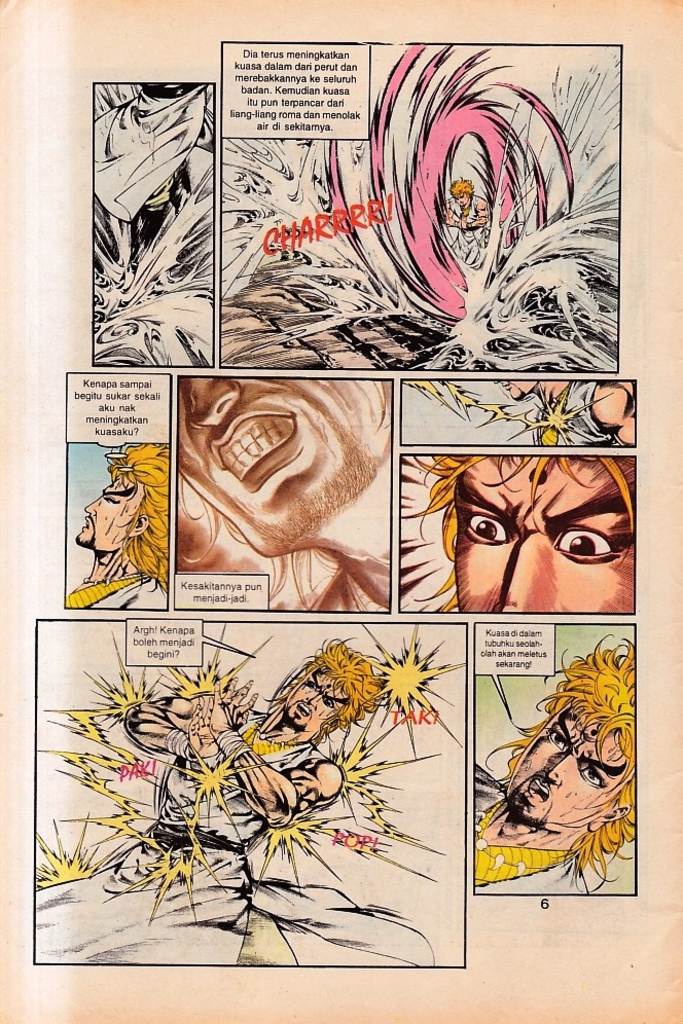 Dia terus meningkatkan
kuasa dalam dari perut dan
merebakkannya ke seluruh
badan. Kemudian kuasa
itu pun terpancar dari
liang-liang roma dan menolak
air di sekitarnya.
CHARRRR!
Kenapa sampai
begitu sukar sekali
aku nak
meningkatkan
kuasaku?
Kesakitannya pun
menjadi-jadi.
Argh! Kenapa
boleh menjadi
begini?
TAK!
PAK!
POP!
Kuasa di dalam
tubuhku seolah-
olah akan meletus
sekarang!
6